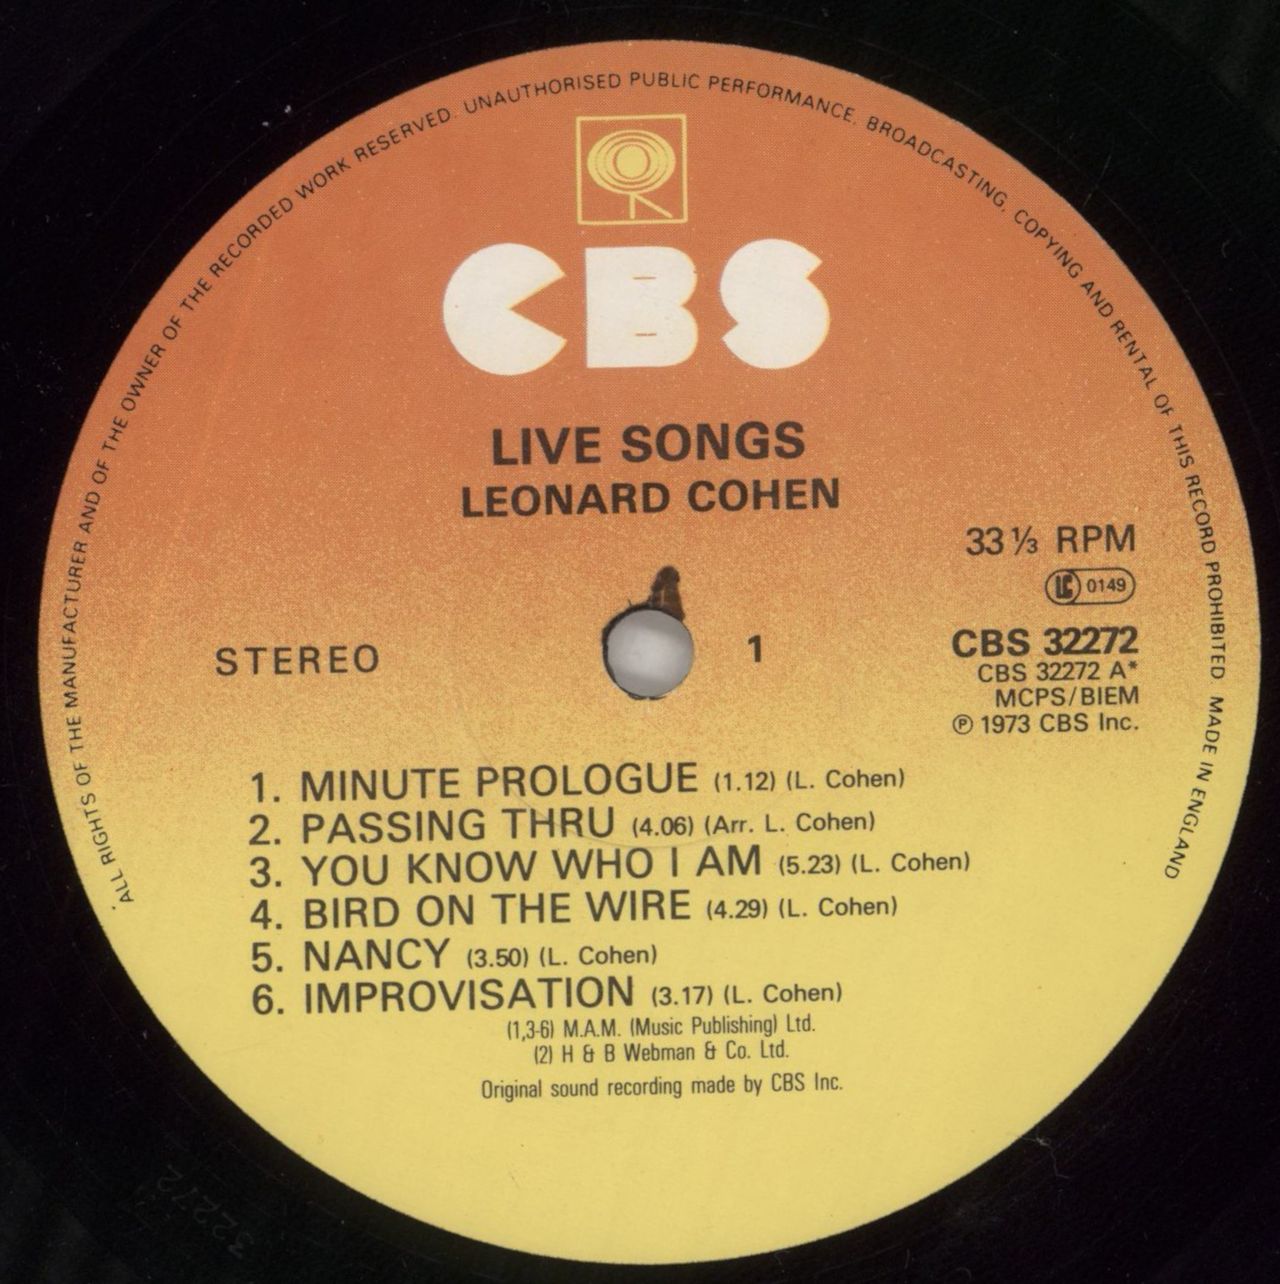 ALL RIGHTS OF THE MANUFACTURER AND OF THE OWNER OF THE RECORDED WORK RESERVED. UNAUTHORISED PUBLIC PERFORMANCE, BROADCASTING, COPYING AND RENTAL OF THIS RECORD PROHIBITED MADE IN ENGLAND
CBS
LIVE SONGS
LEONARD COHEN
33 ⅓ RPM
LC 0149
STEREO
1
CBS 32272
CBS 32272 A*
MCPS/BIEM
℗ 1973 CBS Inc.
1. MINUTE PROLOGUE (1.12) (L. Cohen)
2. PASSING THRU (4.06) (Arr. L. Cohen)
3. YOU KNOW WHO I AM (5.23) (L. Cohen)
4. BIRD ON THE WIRE (4.29) (L. Cohen)
5. NANCY (3.50) (L. Cohen)
6. IMPROVISATION (3.17) (L. Cohen)
(1,3-6) M.A.M. (Music Publishing) Ltd.
(2) H & B Webman & Co. Ltd.
Original sound recording made by CBS Inc.
32272